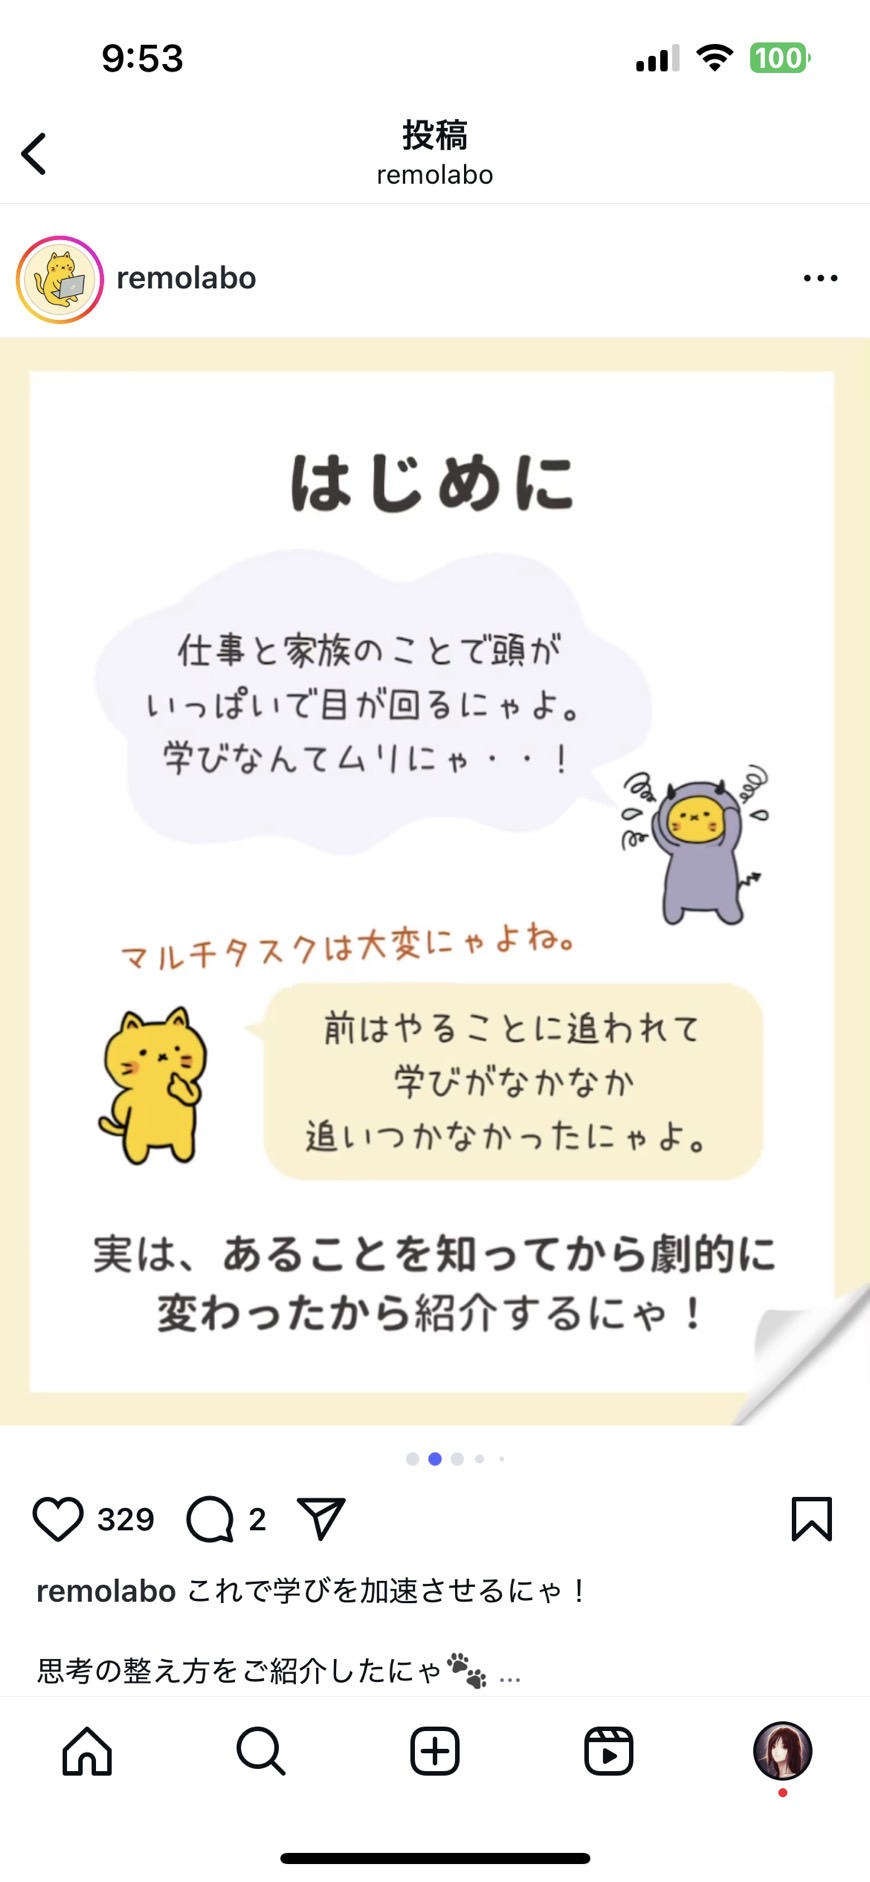 9:53
100
投稿
remolabo
remolabo
はじめに
仕事と家族のことで頭が
いっぱいで目が回るにゃよ。
学びなんてムリにゃ・・！
マルチタスクは大変にゃよね。
前はやることに追われて
学びがなかなか
追いつかなかったにゃよ。
実は、あることを知ってから劇的に
変わったから紹介するにゃ！
329
2
remolabo これで学びを加速させるにゃ！
思考の整え方をご紹介したにゃ🐾 ...